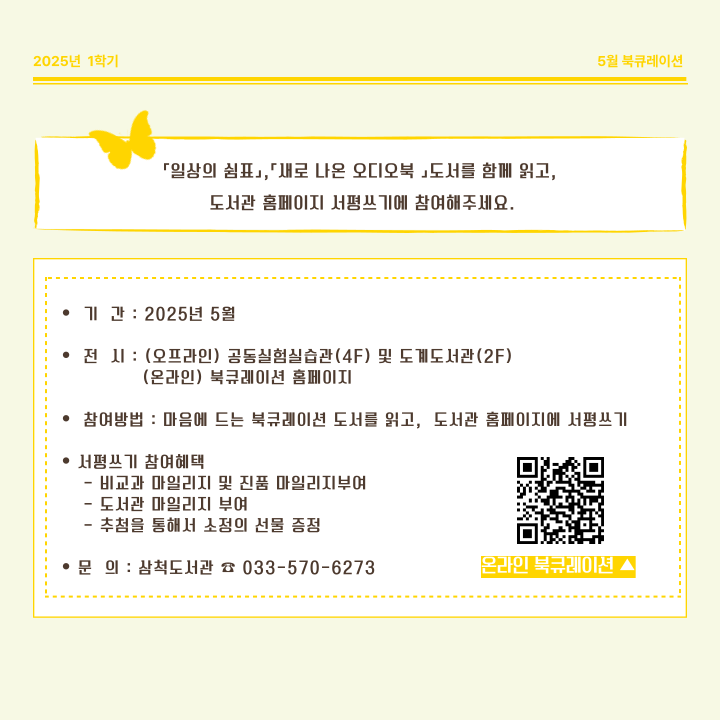 2025년 1학기
5월 북큐레이션
「일상의 쉼표」,「새로 나온 오디오북 」도서를 함께 읽고,
도서관 홈페이지 서평쓰기에 참여해주세요.
• 기 간 : 2025년 5월
• 전 시 : (오프라인) 공동실험실습관(4F) 및 도계도서관(2F)
(온라인) 북큐레이션 홈페이지
• 참여방법 : 마음에 드는 북큐레이션 도서를 읽고, 도서관 홈페이지에 서평쓰기
• 서평쓰기 참여혜택
- 비교과 마일리지 및 진품 마일리지부여
- 도서관 마일리지 부여
- 추첨을 통해서 소정의 선물 증정
• 문 의 : 삼척도서관 ☎ 033-570-6273
온라인 북큐레이션 ▲